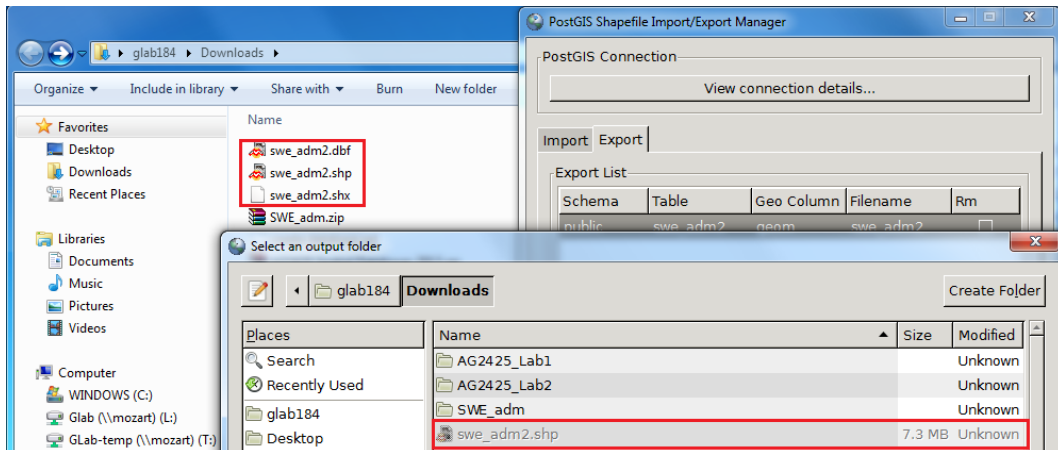 PostGIS Shapefile Import/Export Manager
glab184 Downloads
PostGIS Connection
View connection details...
Organize Include in library Share with Burn New folder
Import Export
Favorites
Desktop
Downloads
Recent Places
Name
swe_adm2.dbf
swe_adm2.shp
swe_adm2.shx
SWE_adm.zip
Export List
Schema Table Geo Column Filename Rm
public swe_adm2 geom swe_adm2
Libraries
Documents
Music
Pictures
Videos
Computer
WINDOWS (C:)
Glab (\\mozart) (L:)
GLab-temp (\\mozart) (T:)
Select an output folder
glab184 Downloads
Create Folder
Places
Search
Recently Used
glab184
Desktop
Name Size Modified
AG2425_Lab1 Unknown
AG2425_Lab2 Unknown
SWE_adm Unknown
swe_adm2.shp 7.3 MB Unknown